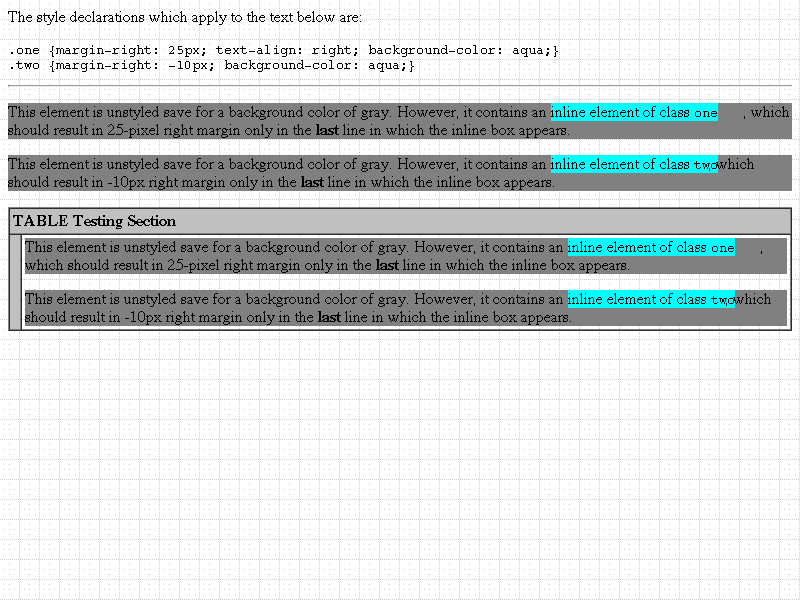 The style declarations which apply to the text below are:
.one {margin-right: 25px; text-align: right; background-color: aqua;}
.two {margin-right: -10px; background-color: aqua;}
This element is unstyled save for a background color of gray. However, it contains an inline element of class one , which
should result in 25-pixel right margin only in the last line in which the inline box appears.
This element is unstyled save for a background color of gray. However, it contains an inline element of class two, which
should result in -10px right margin only in the last line in which the inline box appears.
TABLE Testing Section
This element is unstyled save for a background color of gray. However, it contains an inline element of class one ,
which should result in 25-pixel right margin only in the last line in which the inline box appears.
This element is unstyled save for a background color of gray. However, it contains an inline element of class two, which
should result in -10px right margin only in the last line in which the inline box appears.